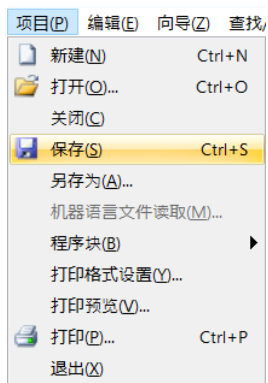 项目(P) 编辑(E) 向导(Z) 查找/
新建(N) Ctrl+N
打开(O)... Ctrl+O
关闭(C)
保存(S) Ctrl+S
另存为(A)...
机器语言文件读取(M)...
程序块(B)
打印格式设置(Y)...
打印预览(V)...
打印(P)... Ctrl+P
退出(X)